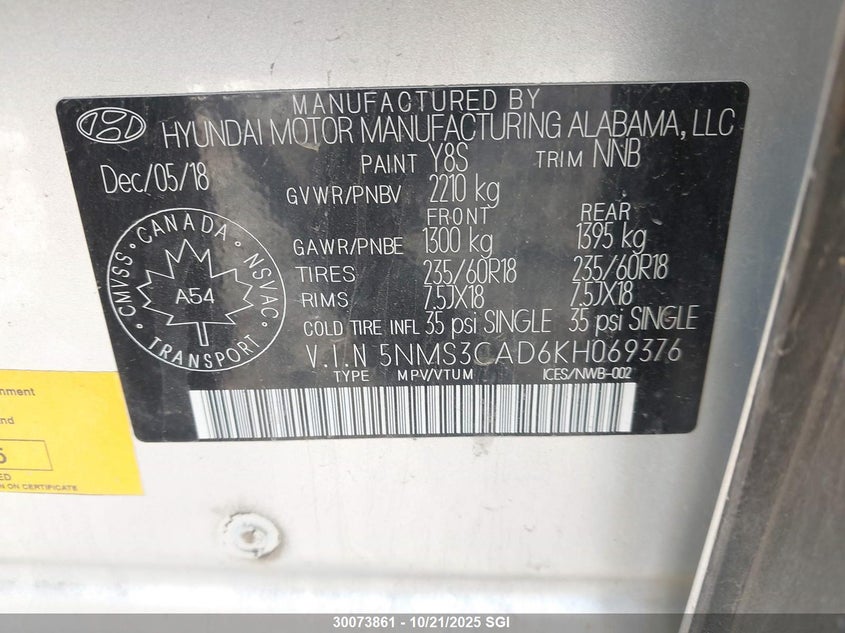 MANUFACTURED BY
HYUNDAI MOTOR MANUFACTURING ALABAMA, LLC
Dec/05/18
PAINT Y8S TRIM NNB
GVWR/PNBV 2210 kg
FRONT REAR
GAWR/PNBE 1300 kg 1395 kg
TIRES 235/60R18 235/60R18
RIMS 7.5JX18 7.5JX18
COLD TIRE INFL 35 psi SINGLE 35 psi SINGLE
V.I.N 5NMS3CAD6KH069376
TYPE MPV/VTUM ICES/NWB-002
CANADA
CMVSS NSVAC
A54
TRANSPORT
nment
nd
ED
N ON CERTIFICATE
30073861 - 10/21/2025 SGI